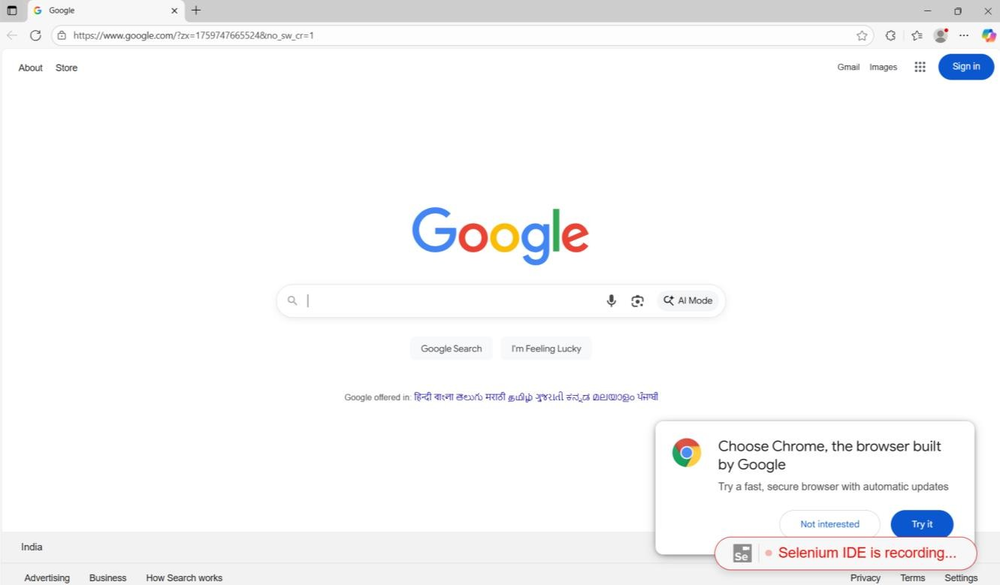 Google
https://www.google.com/?zx=1759747665524&no_sw_cr=1
About Store
Gmail Images Sign in
Google
AI Mode
Google Search I'm Feeling Lucky
Google offered in: हिन्दी বাংলা తెలుగు मराठी தமிழ் ગુજરાતી ಕನ್ನಡ മലയാളം ਪੰਜਾਬੀ
Choose Chrome, the browser built
by Google
Try a fast, secure browser with automatic updates
Not interested Try it
Se Selenium IDE is recording...
India
Advertising Business How Search works
Privacy Terms Settings